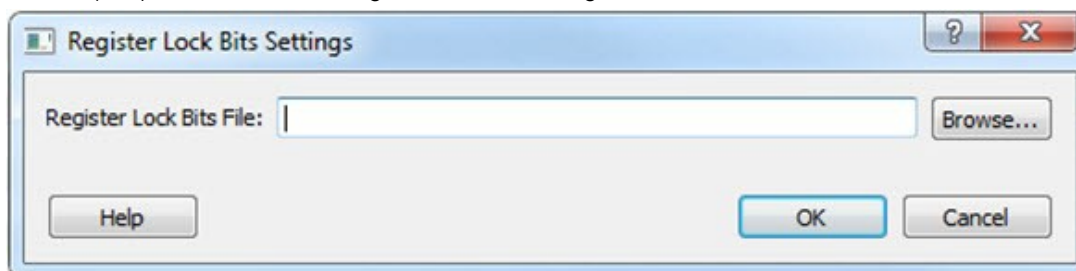 Register Lock Bits Settings
Register Lock Bits File:
Browse...
Help
OK
Cancel